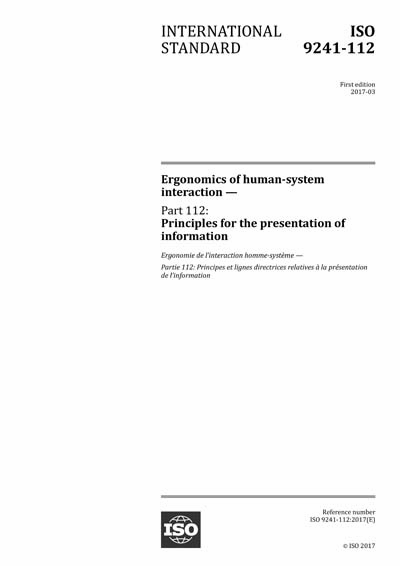 INTERNATIONAL
STANDARD
ISO
9241-112
First edition
2017-03
Ergonomics of human-system
interaction —
Part 112:
Principles for the presentation of
information
Ergonomie de l'interaction homme-système —
Partie 112: Principes et lignes directrices relatives à la présentation
de l'information
ISO
Reference number
ISO 9241-112:2017(E)
© ISO 2017